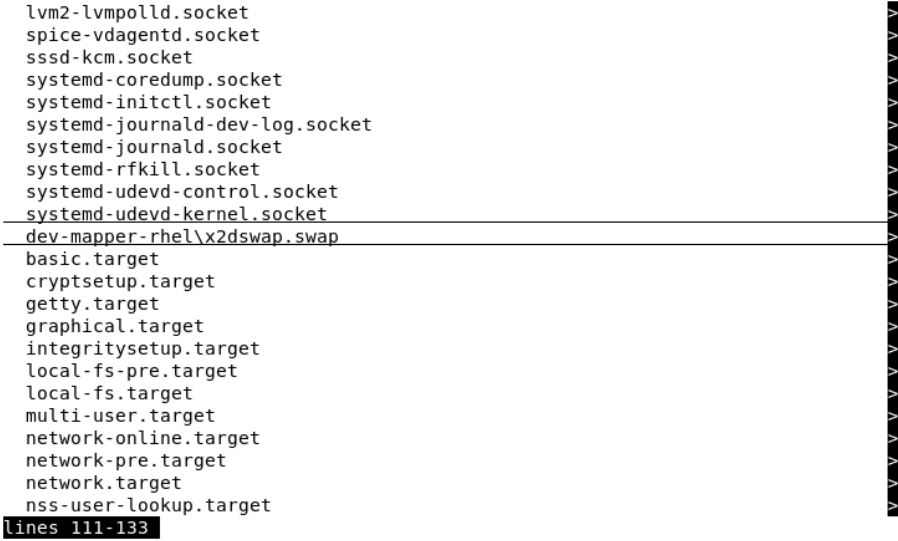 lvm2-lvmpolld.socket >
spice-vdagentd.socket >
sssd-kcm.socket >
systemd-coredump.socket >
systemd-initctl.socket >
systemd-journald-dev-log.socket >
systemd-journald.socket >
systemd-rfkill.socket >
systemd-udevd-control.socket >
systemd-udevd-kernel.socket >
dev-mapper-rhel\x2dswap.swap >
basic.target >
cryptsetup.target >
getty.target >
graphical.target >
integritysetup.target >
local-fs-pre.target >
local-fs.target >
multi-user.target >
network-online.target >
network-pre.target >
network.target >
nss-user-lookup.target >
lines 111-133